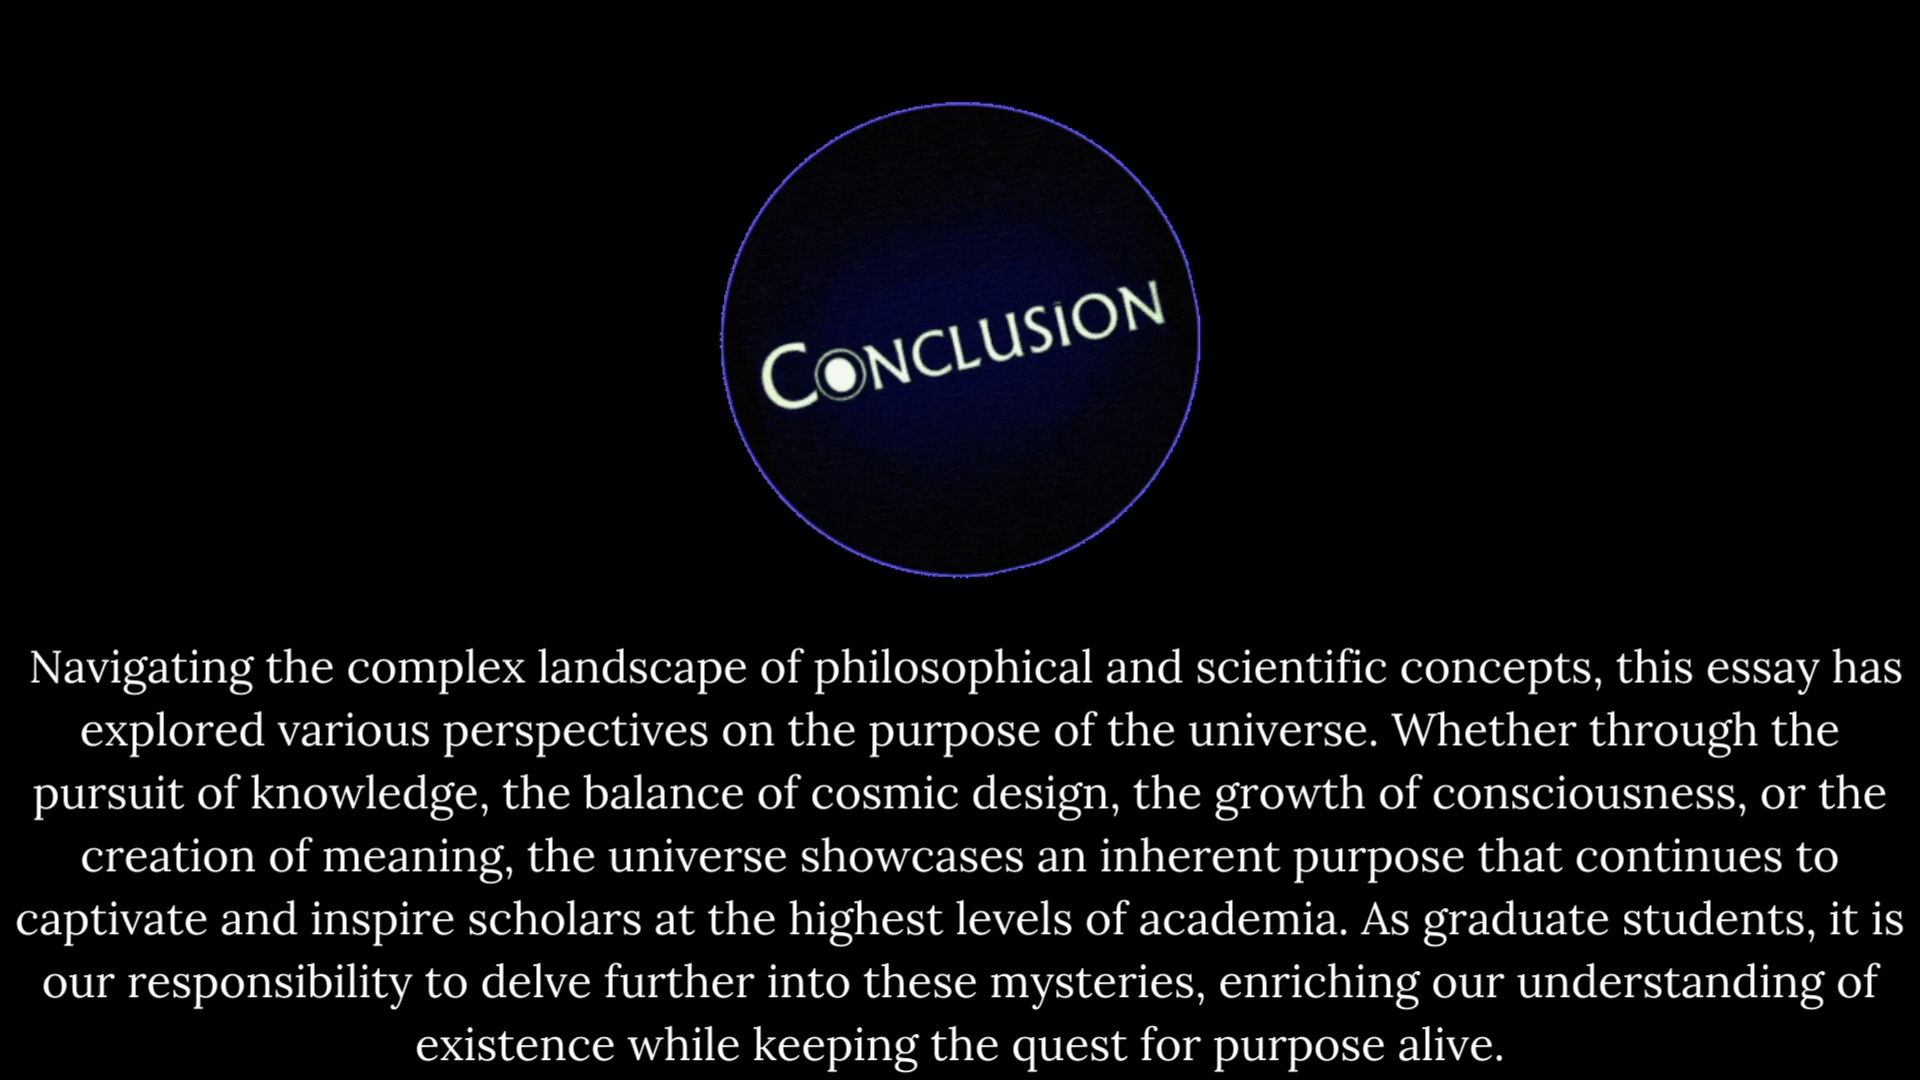 CONCLUSION
Navigating the complex landscape of philosophical and scientific concepts, this essay has
explored various perspectives on the purpose of the universe. Whether through the
pursuit of knowledge, the balance of cosmic design, the growth of consciousness, or the
creation of meaning, the universe showcases an inherent purpose that continues to
captivate and inspire scholars at the highest levels of academia. As graduate students, it is
our responsibility to delve further into these mysteries, enriching our understanding of
existence while keeping the quest for purpose alive.